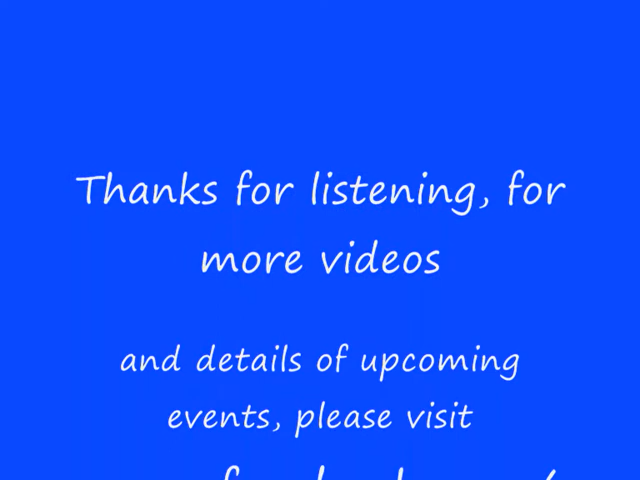 Thanks for listening, for
more videos
and details of upcoming
events, please visit